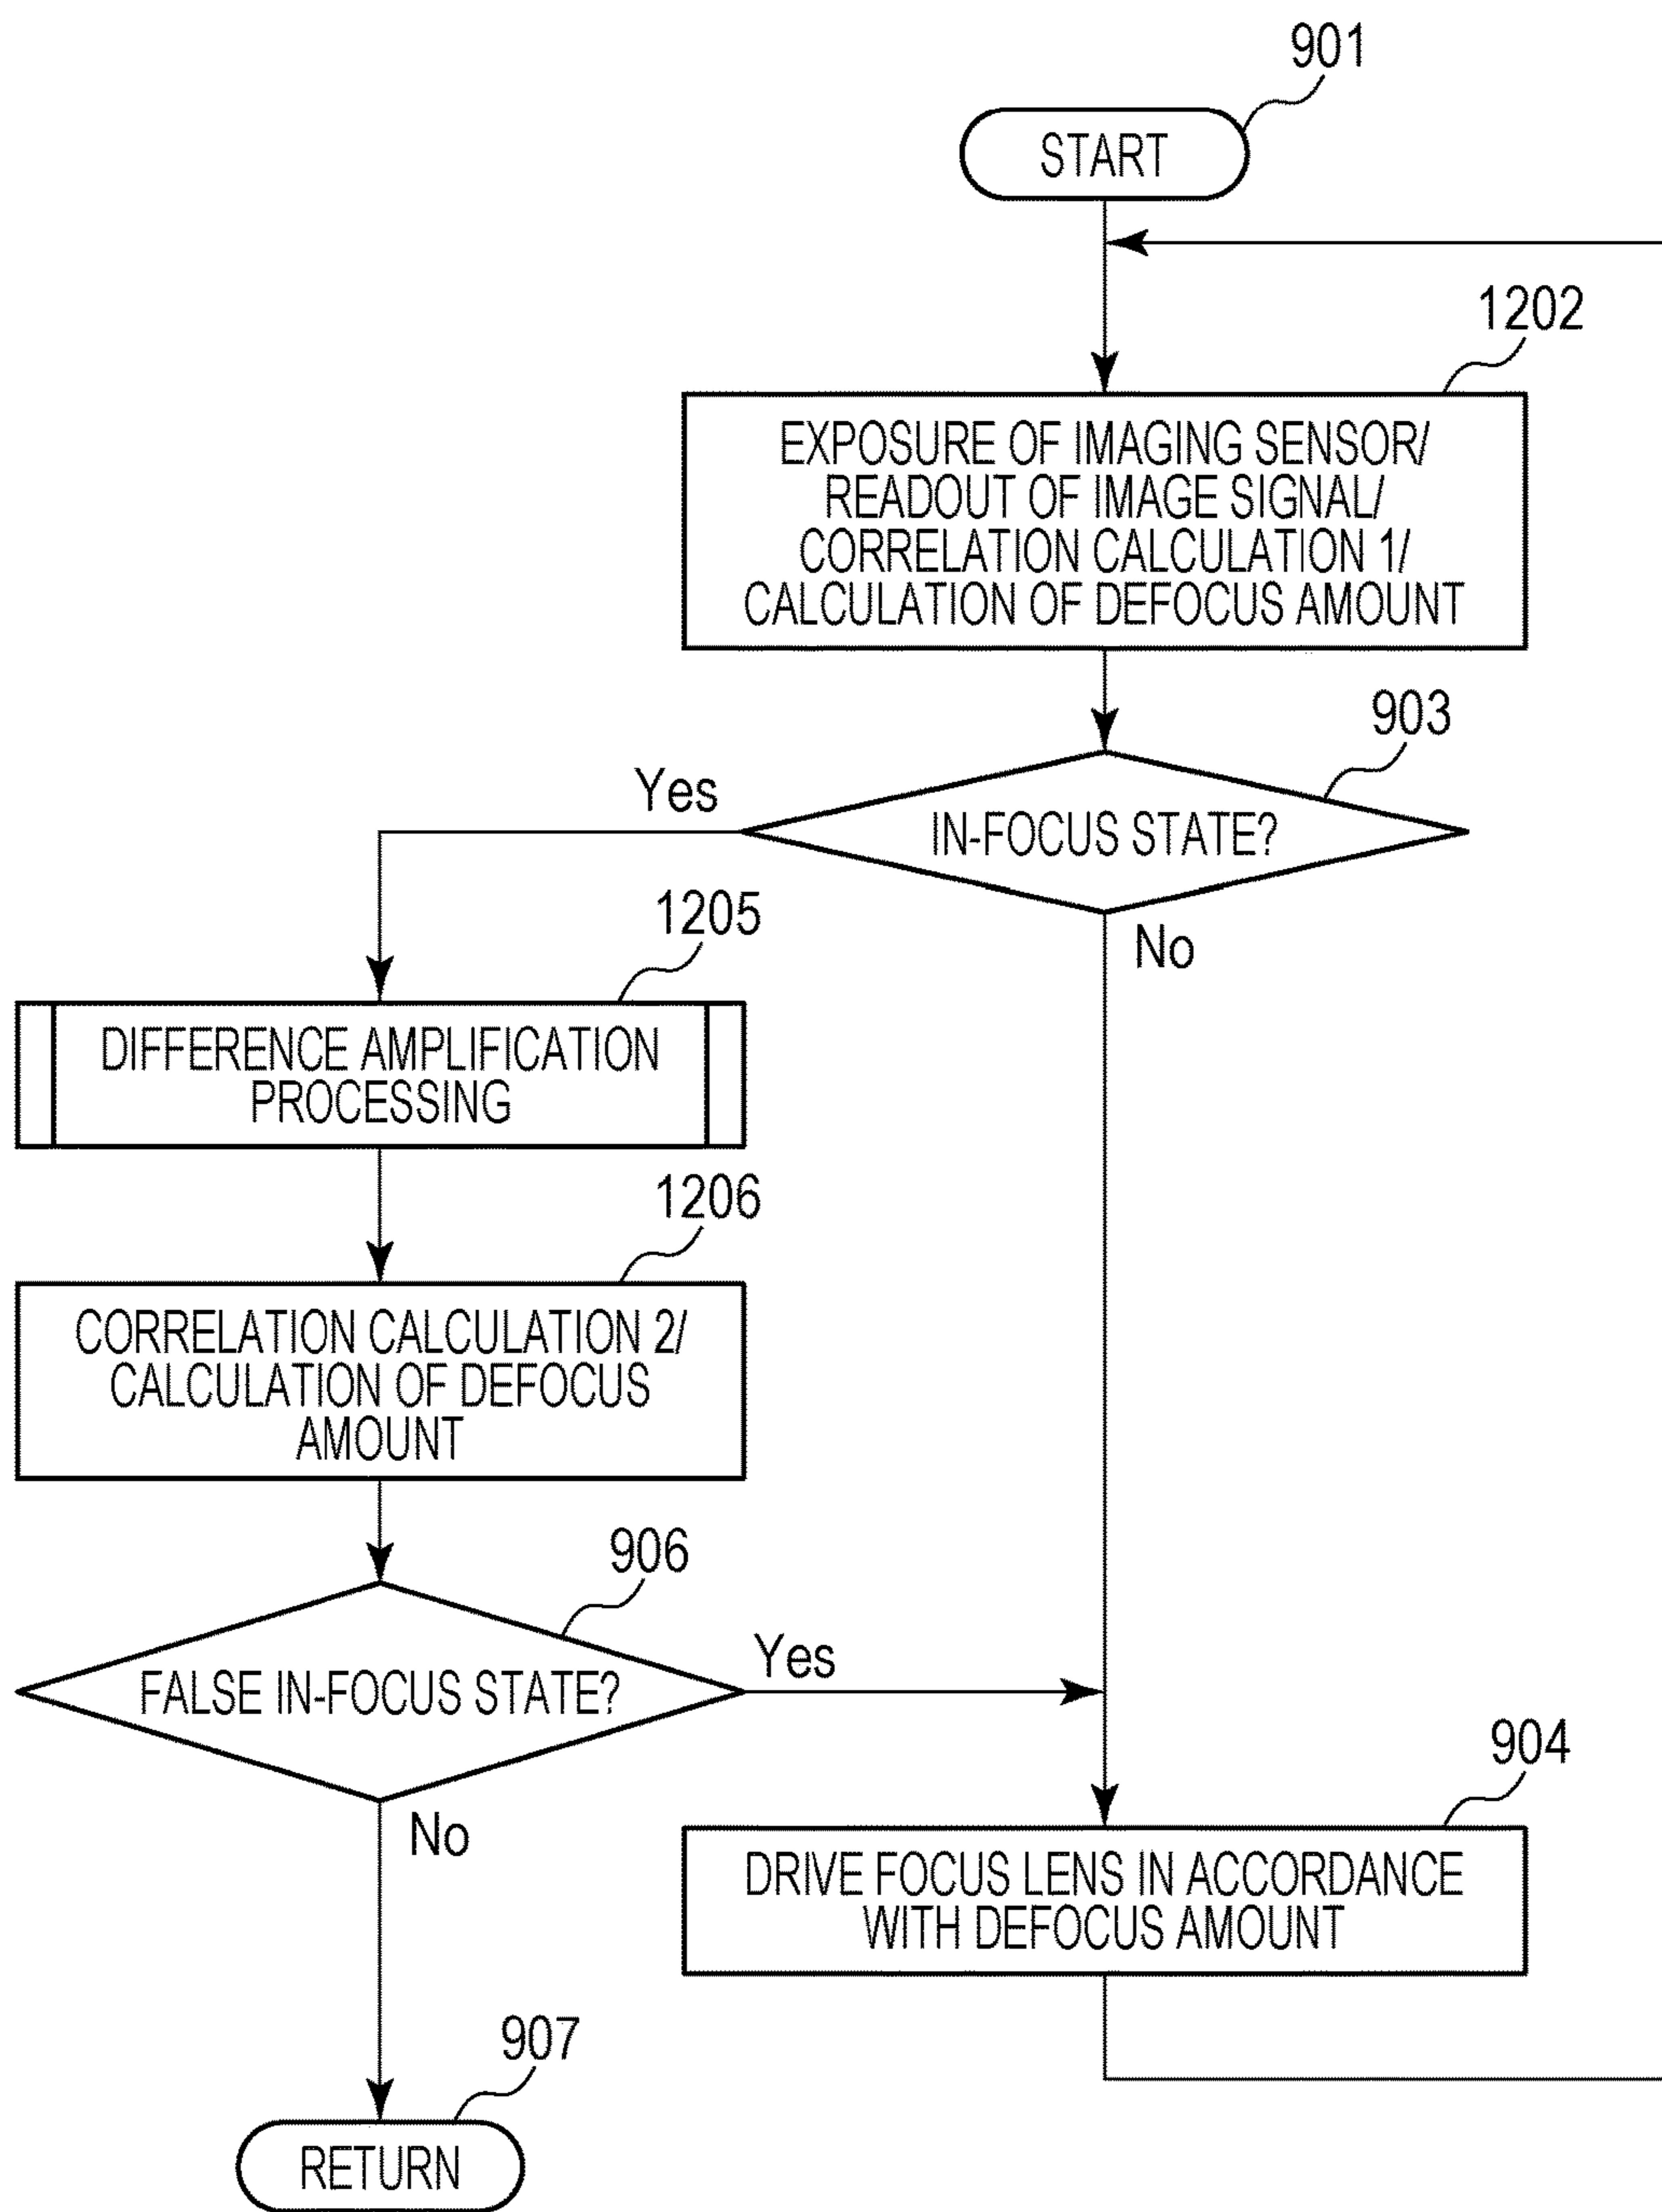 901
START
1202
EXPOSURE OF IMAGING SENSOR/
READOUT OF IMAGE SIGNAL/
CORRELATION CALCULATION 1/
CALCULATION OF DEFOCUS AMOUNT
903
Yes
IN-FOCUS STATE?
No
1205
DIFFERENCE AMPLIFICATION
PROCESSING
1206
CORRELATION CALCULATION 2/
CALCULATION OF DEFOCUS
AMOUNT
906
Yes
FALSE IN-FOCUS STATE?
No
904
DRIVE FOCUS LENS IN ACCORDANCE
WITH DEFOCUS AMOUNT
907
RETURN